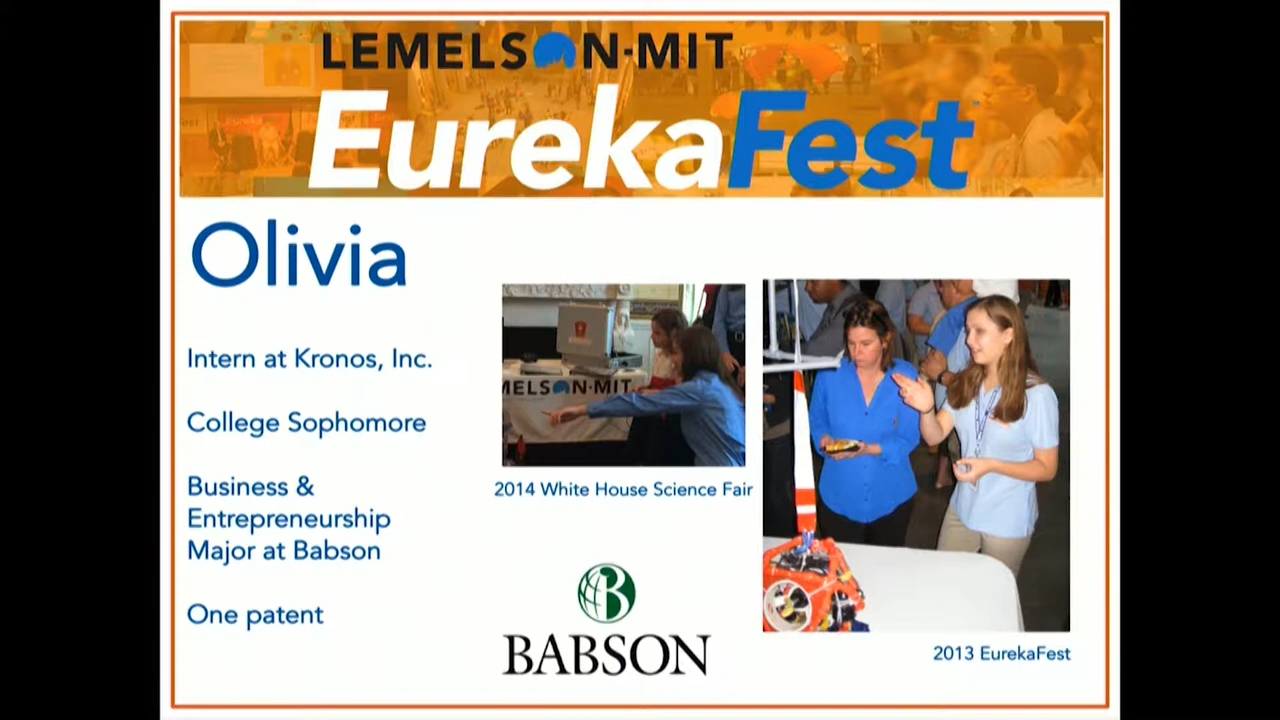 LEMELSON-MIT
EurekaFest
Olivia
Intern at Kronos, Inc.
College Sophomore
Business &
Entrepreneurship
Major at Babson
One patent
MELSON-MIT
2014 White House Science Fair
B
BABSON
2013 EurekaFest